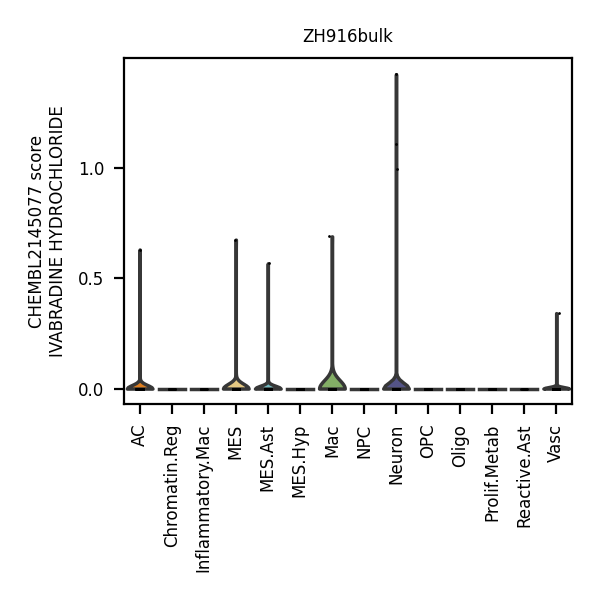 ZH916bulk
CHEMBL2145077 score
IVABRADINE HYDROCHLORIDE
1.0
0.5
0.0
AC
Chromatin.Reg
Inflammatory.Mac
MES
MES.Ast
MES.Hyp
Mac
NPC
Neuron
OPC
Oligo
Prolif.Metab
Reactive.Ast
Vasc